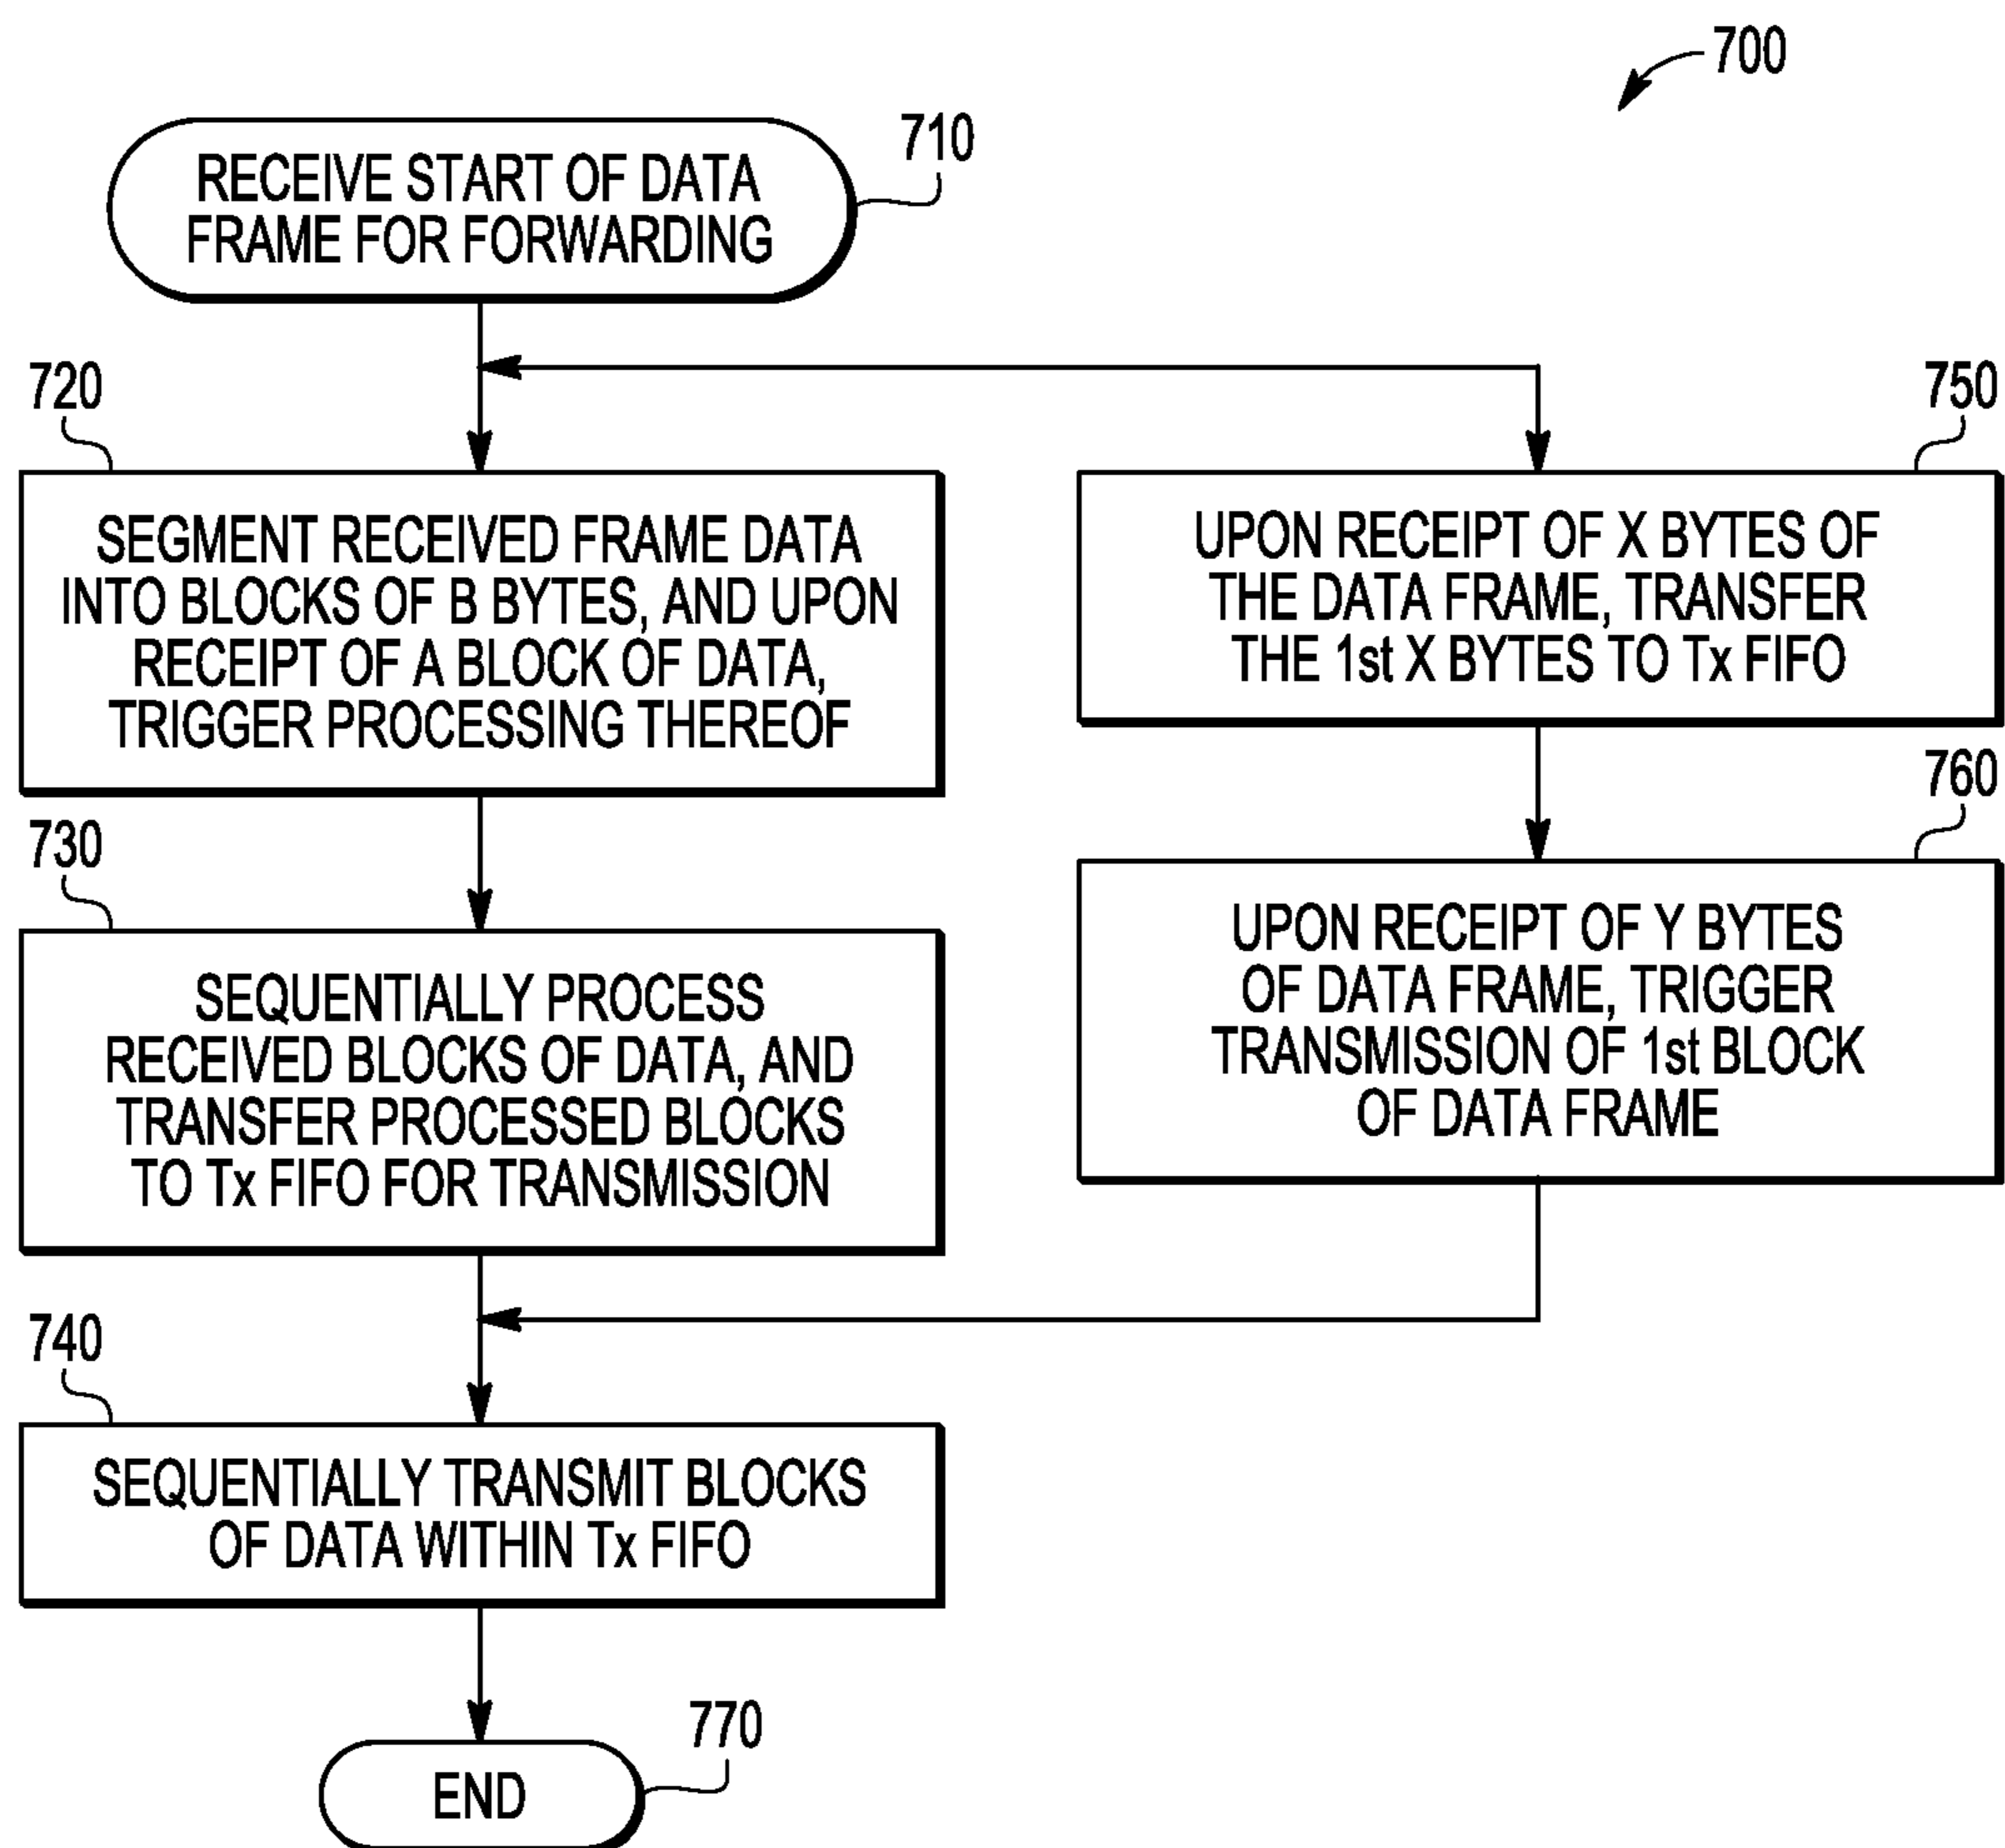 700
710
RECEIVE START OF DATA
FRAME FOR FORWARDING
720
SEGMENT RECEIVED FRAME DATA
INTO BLOCKS OF B BYTES, AND UPON
RECEIPT OF A BLOCK OF DATA,
TRIGGER PROCESSING THEREOF
730
SEQUENTIALLY PROCESS
RECEIVED BLOCKS OF DATA, AND
TRANSFER PROCESSED BLOCKS
TO Tx FIFO FOR TRANSMISSION
750
UPON RECEIPT OF X BYTES OF
THE DATA FRAME, TRANSFER
THE 1st X BYTES TO Tx FIFO
760
UPON RECEIPT OF Y BYTES
OF DATA FRAME, TRIGGER
TRANSMISSION OF 1st BLOCK
OF DATA FRAME
740
SEQUENTIALLY TRANSMIT BLOCKS
OF DATA WITHIN Tx FIFO
770
END